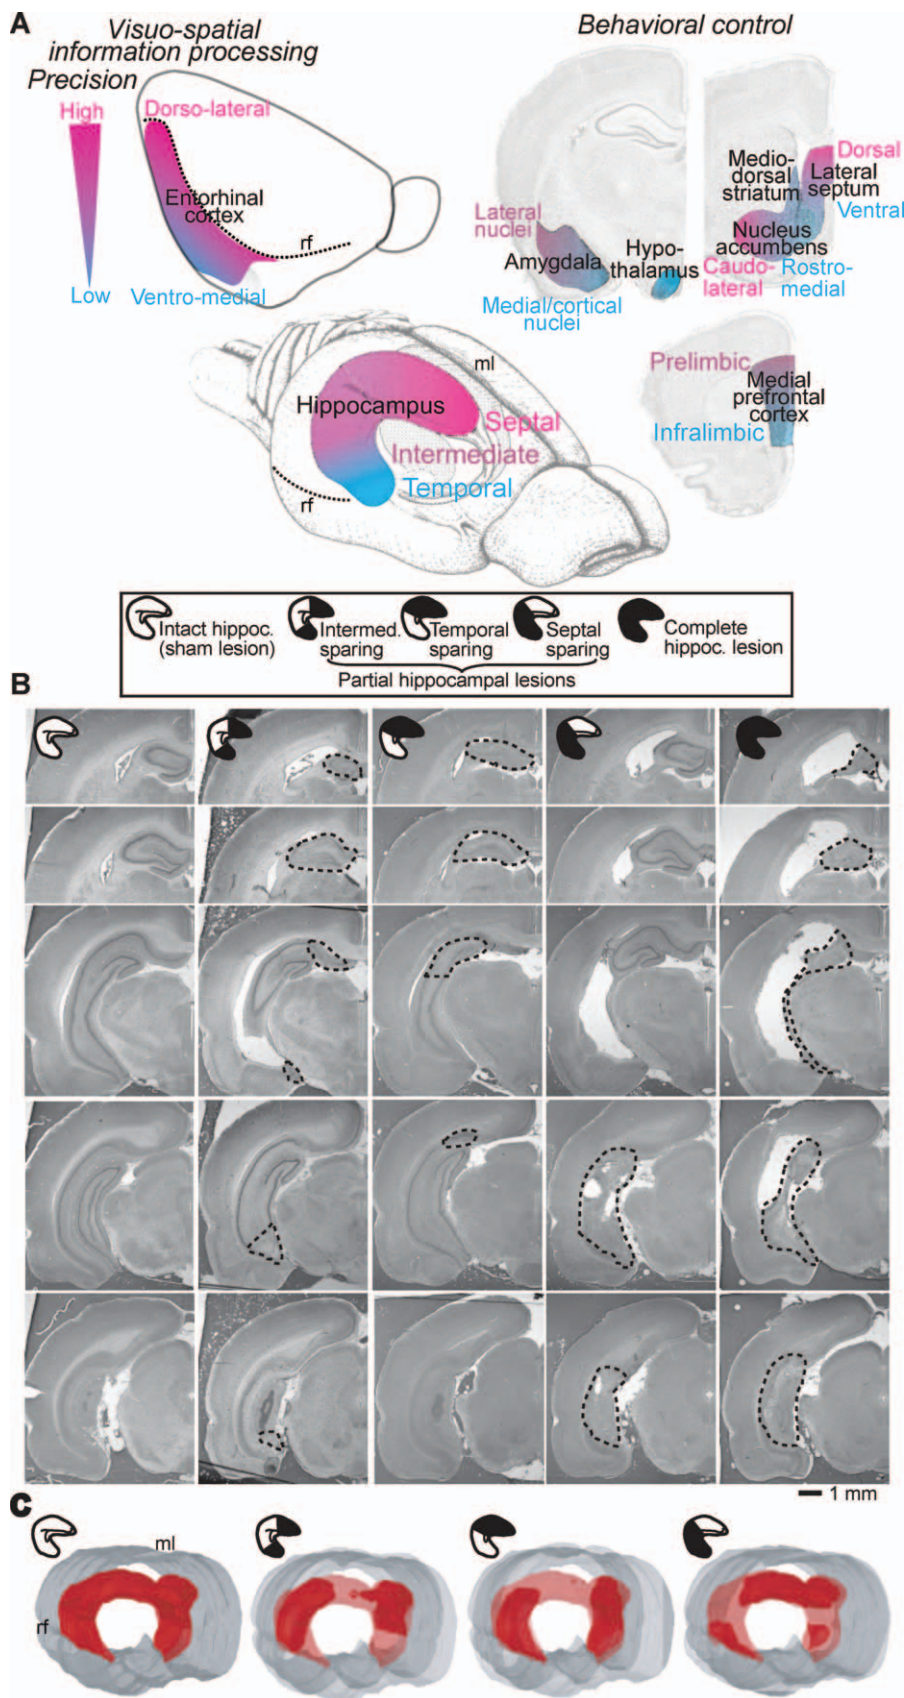 A
Visuo-spatial
information processing
Precision
High
Dorso-lateral
Entorhinal
cortex
rf
Low
Ventro-medial
Behavioral control
Medio-
dorsal
striatum
Dorsal
Lateral
septum
Ventral
Lateral
nuclei
Amygdala
Hypo-
thalamus
Nucleus
accumbens
Caudo-
lateral
Rostro-
medial
Medial/cortical
nuclei
ml
Hippocampus
Septal
Intermediate
Temporal
rf
Prelimbic
Medial
prefrontal
cortex
Infralimbic
Intact hippoc.
(sham lesion)
Intermed.
sparing
Temporal
sparing
Septal
sparing
Complete
hippoc. lesion
Partial hippocampal lesions
B
1 mm
C
ml
rf